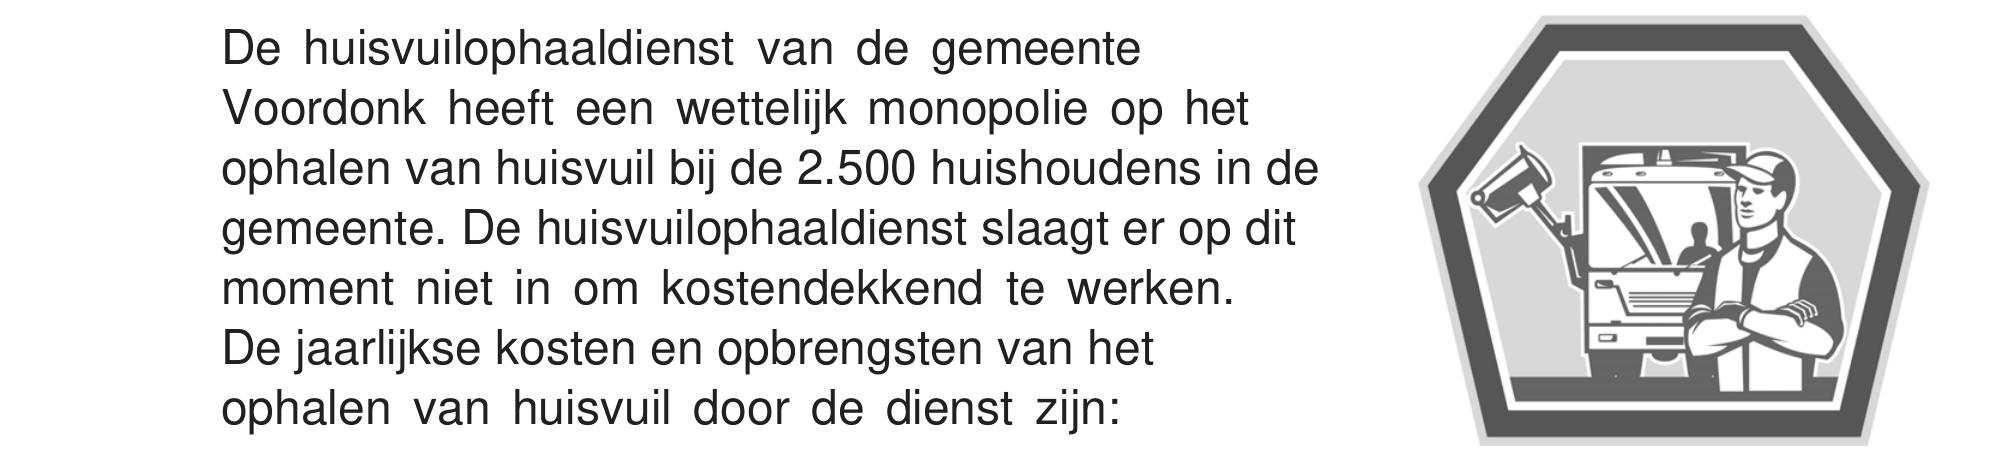 De huisvuilophaaldienst van de gemeente
Voordonk heeft een wettelijk monopolie op het
ophalen van huisvuil bij de 2.500 huishoudens in de
gemeente. De huisvuilophaaldienst slaagt er op dit
moment niet in om kostendekkend te werken.
De jaarlijkse kosten en opbrengsten van het
ophalen van huisvuil door de dienst zijn: